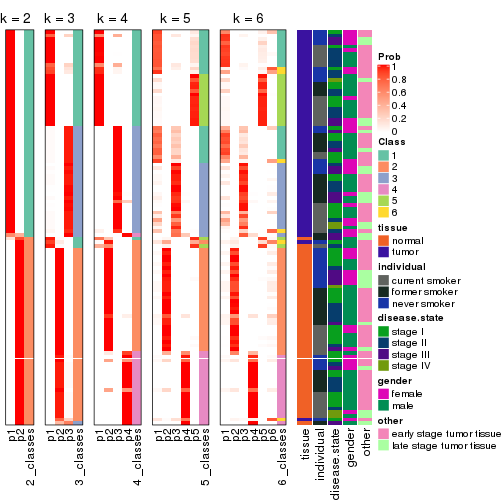 k = 2 k = 3 k = 4 k = 5 k = 6
Prob
1
0.8
0.6
0.4
0.2
0
Class
1
2
3
4
5
6
tissue
normal
tumor
individual
current smoker
former smoker
never smoker
disease.state
stage I
stage II
stage III
stage IV
gender
female
male
other
early stage tumor tissue
late stage tumor tissue
p1 p2 2_classes p1 p2 p3 3_classes p1 p2 p3 p4 4_classes p1 p2 p3 p4 p5 5_classes p1 p2 p3 p4 p5 p6 6_classes tissue individual disease.state gender other